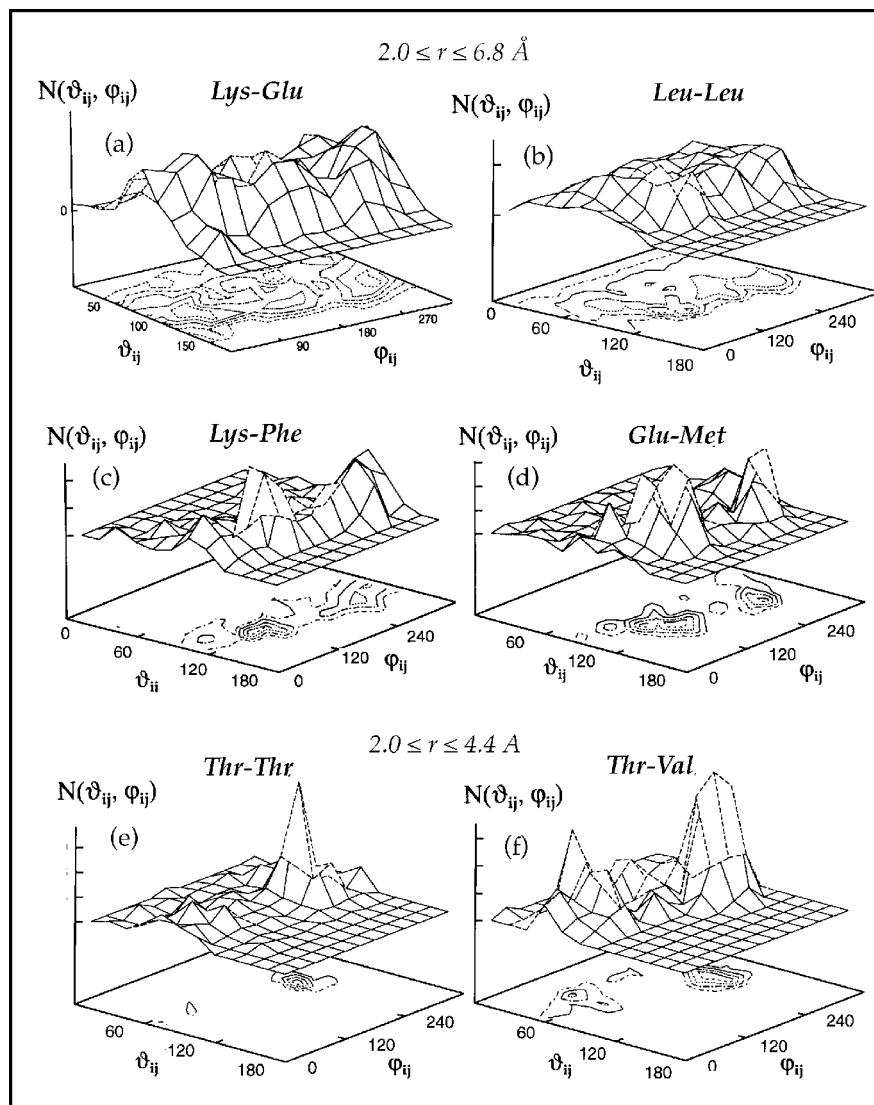 2.0 ≤ r ≤ 6.8 Å
N(ϑij, φij) Lys-Glu
(a)
0
50
100
150
ϑij
90
180
270
φij
N(ϑij, φij) Leu-Leu
(b)
0
60
120
180
ϑij
0
120
240
φij
N(ϑij, φij) Lys-Phe
(c)
0
60
120
180
ϑij
0
120
240
φij
N(ϑij, φij) Glu-Met
(d)
60
120
180
ϑij
0
120
240
φij
2.0 ≤ r ≤ 4.4 A
Thr-Thr
N(ϑij, φij)
(e)
60
120
ϑij
0
120
240
φij
Thr-Val
N(ϑij, φij)
(f)
60
120
180
ϑij
0
120
240
φij